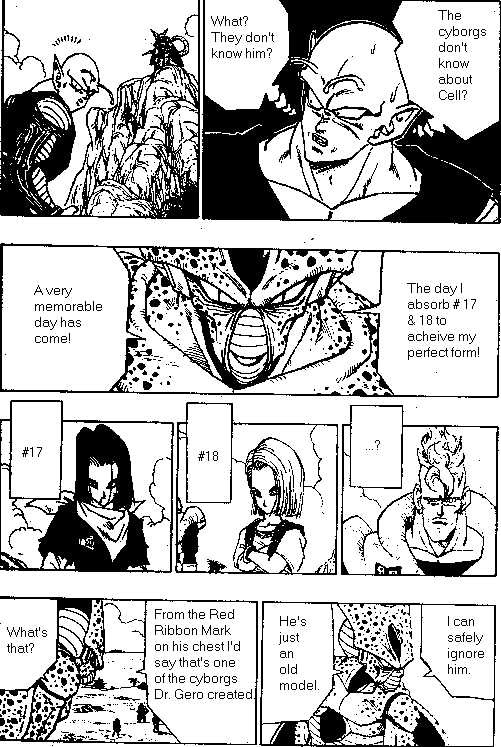 What?
They don't
know him?
The
cyborgs
don't
know
about
Cell?
A very
memorable
day has
come!
The day I
absorb # 17
& 18 to
acheive my
perfect form!
#17
#18
...?
What's
that?
From the Red
Ribbon Mark
on his chest I'd
say that's one
of the cyborgs
Dr. Gero created.
He's
just
an
old
model.
I can
safely
ignore
him.